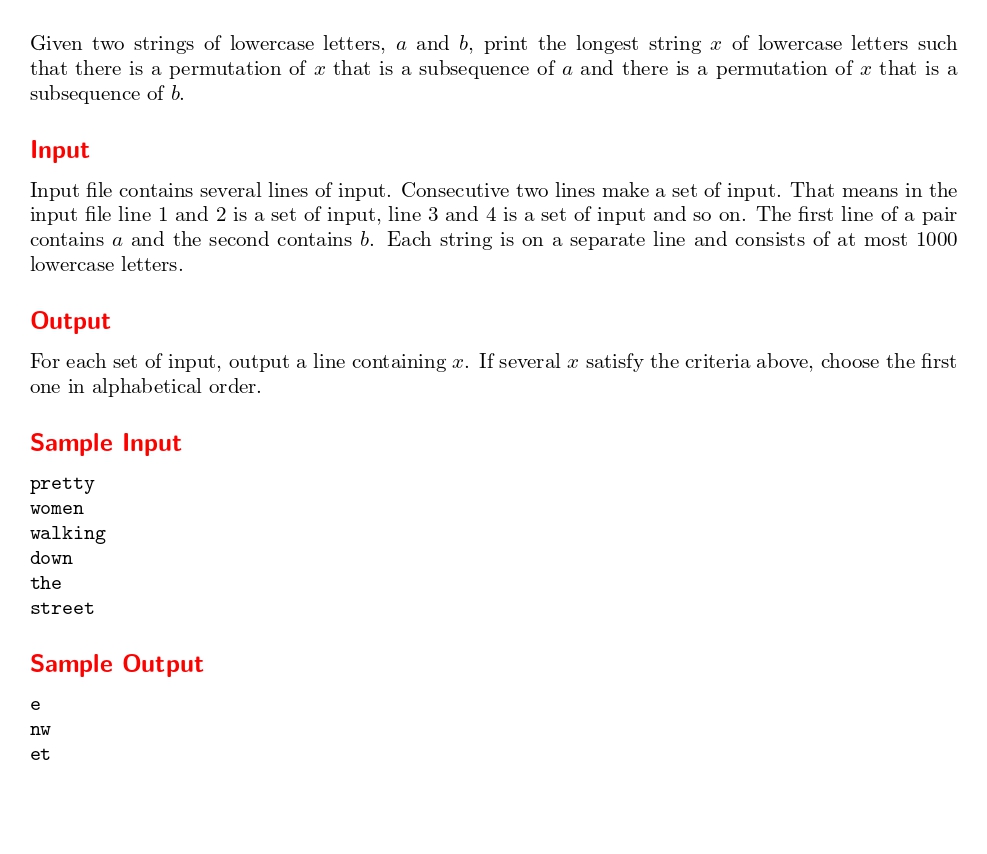 Given two strings of lowercase letters, a and b, print the longest string x of lowercase letters such
that there is a permutation of x that is a subsequence of a and there is a permutation of x that is a
subsequence of b.
Input
Input file contains several lines of input. Consecutive two lines make a set of input. That means in the
input file line 1 and 2 is a set of input, line 3 and 4 is a set of input and so on. The first line of a pair
contains a and the second contains b. Each string is on a separate line and consists of at most 1000
lowercase letters.
Output
For each set of input, output a line containing x. If several x satisfy the criteria above, choose the first
one in alphabetical order.
Sample Input
pretty
women
walking
down
the
street
Sample Output
e
nw
et